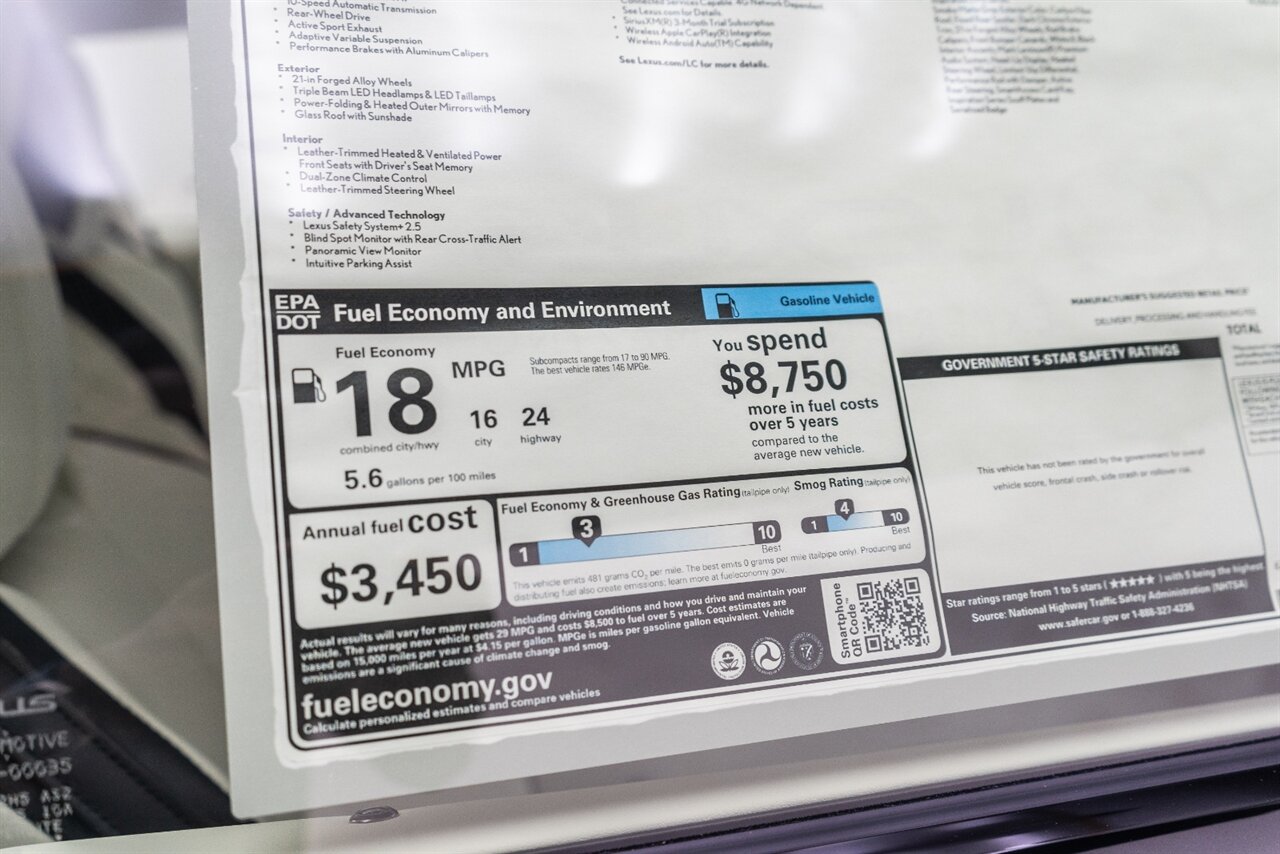 10-Speed Automatic Transmission
* Rear-Wheel Drive
* Active Sport Exhaust
* Adaptive Variable Suspension
* Performance Brakes with Aluminum Calipers
Exterior
* 21-in Forged Alloy Wheels
* Triple Beam LED Headlamps & LED Taillamps
* Power-Folding & Heated Outer Mirrors with Memory
* Glass Roof with Sunshade
Interior
* Leather-Trimmed Heated & Ventilated Power
Front Seats with Driver's Seat Memory
* Dual-Zone Climate Control
* Leather-Trimmed Steering Wheel
Safety / Advanced Technology
* Lexus Safety System+ 2.5
* Blind Spot Monitor with Rear Cross-Traffic Alert
* Panoramic View Monitor
* Intuitive Parking Assist
Connected Services Capable. 4G Network Dependent
See Lexus.com for Details
* SiriusXM(R) 3-Month Trial Subscription
* Wireless Apple CarPlay(R) Integration
* Wireless Android Auto(TM) Capability
See Lexus.com/LC for more details.
EPA
DOT
Fuel Economy and Environment
Gasoline Vehicle
Fuel Economy
18
MPG
combined city/hwy
16
city
24
highway
5.6 gallons per 100 miles
Subcompacts range from 17 to 90 MPG.
The best vehicle rates 146 MPGe.
You spend
$8,750
more in fuel costs
over 5 years
compared to the
average new vehicle.
Annual fuel cost
$3,450
Fuel Economy & Greenhouse Gas Rating (tailpipe only)
1
3
10
Best
Smog Rating (tailpipe only)
1
4
10
Best
This vehicle emits 481 grams CO2 per mile. The best emits 0 grams per mile (tailpipe only). Producing and
distributing fuel also create emissions; learn more at fueleconomy.gov.
Actual results will vary for many reasons, including driving conditions and how you drive and maintain your
vehicle. The average new vehicle gets 29 MPG and costs $8,500 to fuel over 5 years. Cost estimates are
based on 15,000 miles per year at $4.15 per gallon. MPGe is miles per gasoline gallon equivalent. Vehicle
emissions are a significant cause of climate change and smog.
fueleconomy.gov
Calculate personalized estimates and compare vehicles
Smartphone
QR Code™
MANUFACTURER'S SUGGESTED RETAIL PRICE
DELIVERY, PROCESSING AND HANDLING FEE
TOTAL
GOVERNMENT 5-STAR SAFETY RATINGS
This vehicle has not been rated by the government for overall
vehicle score, frontal crash, side crash or rollover risk.
Star ratings range from 1 to 5 stars (★★★★★) with 5 being the highest.
Source: National Highway Traffic Safety Administration (NHTSA)
www.safercar.gov or 1-888-327-4236
MOTIVE
-00035